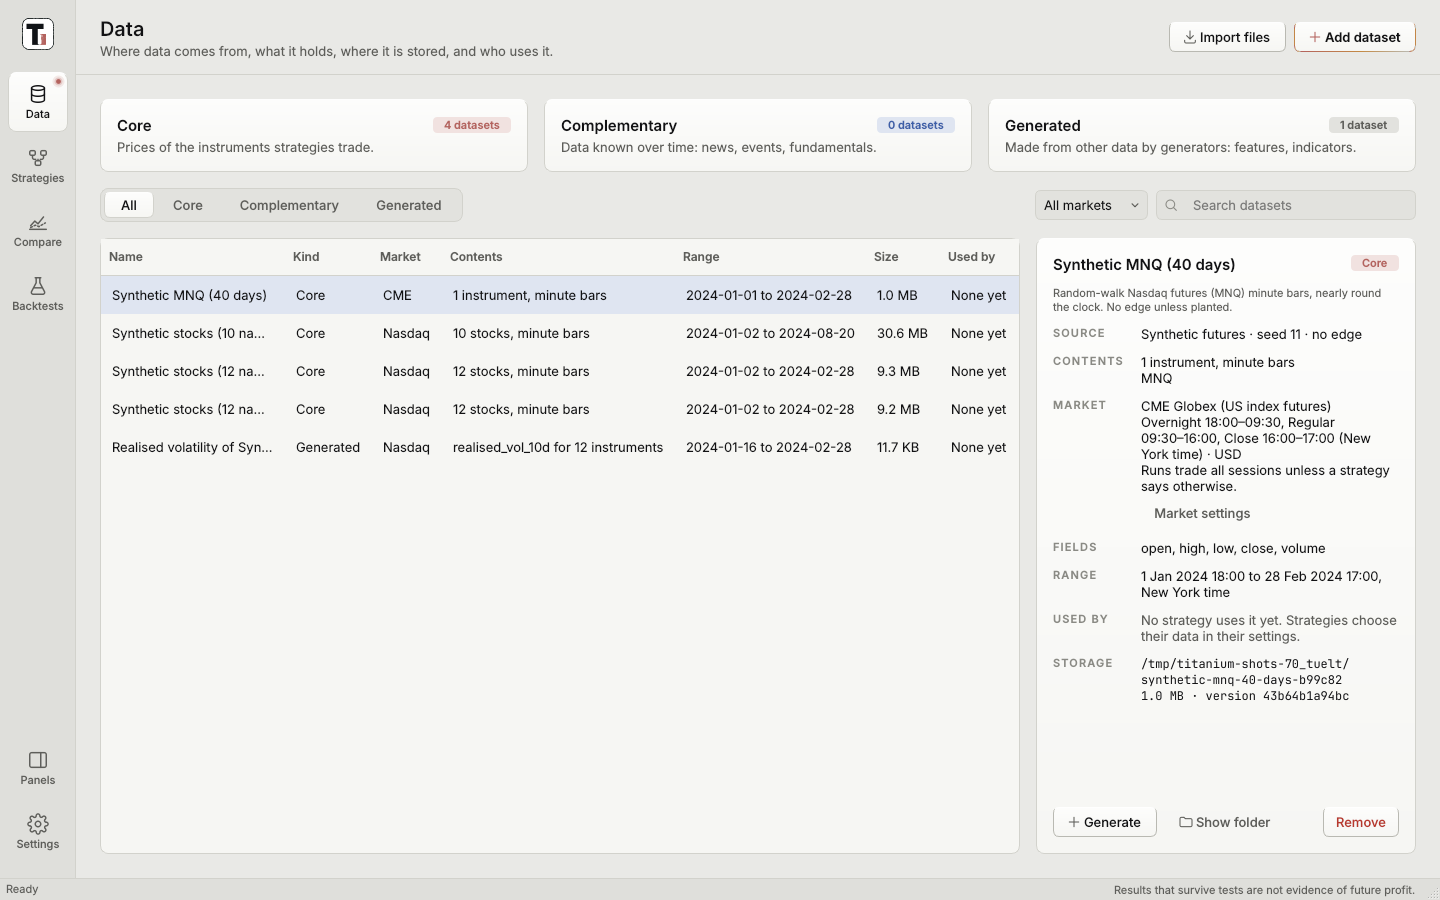 Ti
Data
Where data comes from, what it holds, where it is stored, and who uses it.
Import files
Add dataset
Data
Strategies
Compare
Backtests
Panels
Settings
Core
4 datasets
Prices of the instruments strategies trade.
Complementary
0 datasets
Data known over time: news, events, fundamentals.
Generated
1 dataset
Made from other data by generators: features, indicators.
All Core Complementary Generated
All markets
Search datasets
Name Kind Market Contents Range Size Used by
Synthetic MNQ (40 days) Core CME 1 instrument, minute bars 2024-01-01 to 2024-02-28 1.0 MB None yet
Synthetic stocks (10 na... Core Nasdaq 10 stocks, minute bars 2024-01-02 to 2024-08-20 30.6 MB None yet
Synthetic stocks (12 na... Core Nasdaq 12 stocks, minute bars 2024-01-02 to 2024-02-28 9.3 MB None yet
Synthetic stocks (12 na... Core Nasdaq 12 stocks, minute bars 2024-01-02 to 2024-02-28 9.2 MB None yet
Realised volatility of Syn... Generated Nasdaq realised_vol_10d for 12 instruments 2024-01-16 to 2024-02-28 11.7 KB None yet
Synthetic MNQ (40 days)
Core
Random-walk Nasdaq futures (MNQ) minute bars, nearly round
the clock. No edge unless planted.
SOURCE Synthetic futures · seed 11 · no edge
CONTENTS 1 instrument, minute bars
MNQ
MARKET CME Globex (US index futures)
Overnight 18:00–09:30, Regular
09:30–16:00, Close 16:00–17:00 (New
York time) · USD
Runs trade all sessions unless a strategy
says otherwise.
Market settings
FIELDS open, high, low, close, volume
RANGE 1 Jan 2024 18:00 to 28 Feb 2024 17:00,
New York time
USED BY No strategy uses it yet. Strategies choose
their data in their settings.
STORAGE /tmp/titanium-shots-70_tuelt/
synthetic-mnq-40-days-b99c82
1.0 MB · version 43b64b1a94bc
Generate
Show folder
Remove
Ready
Results that survive tests are not evidence of future profit.